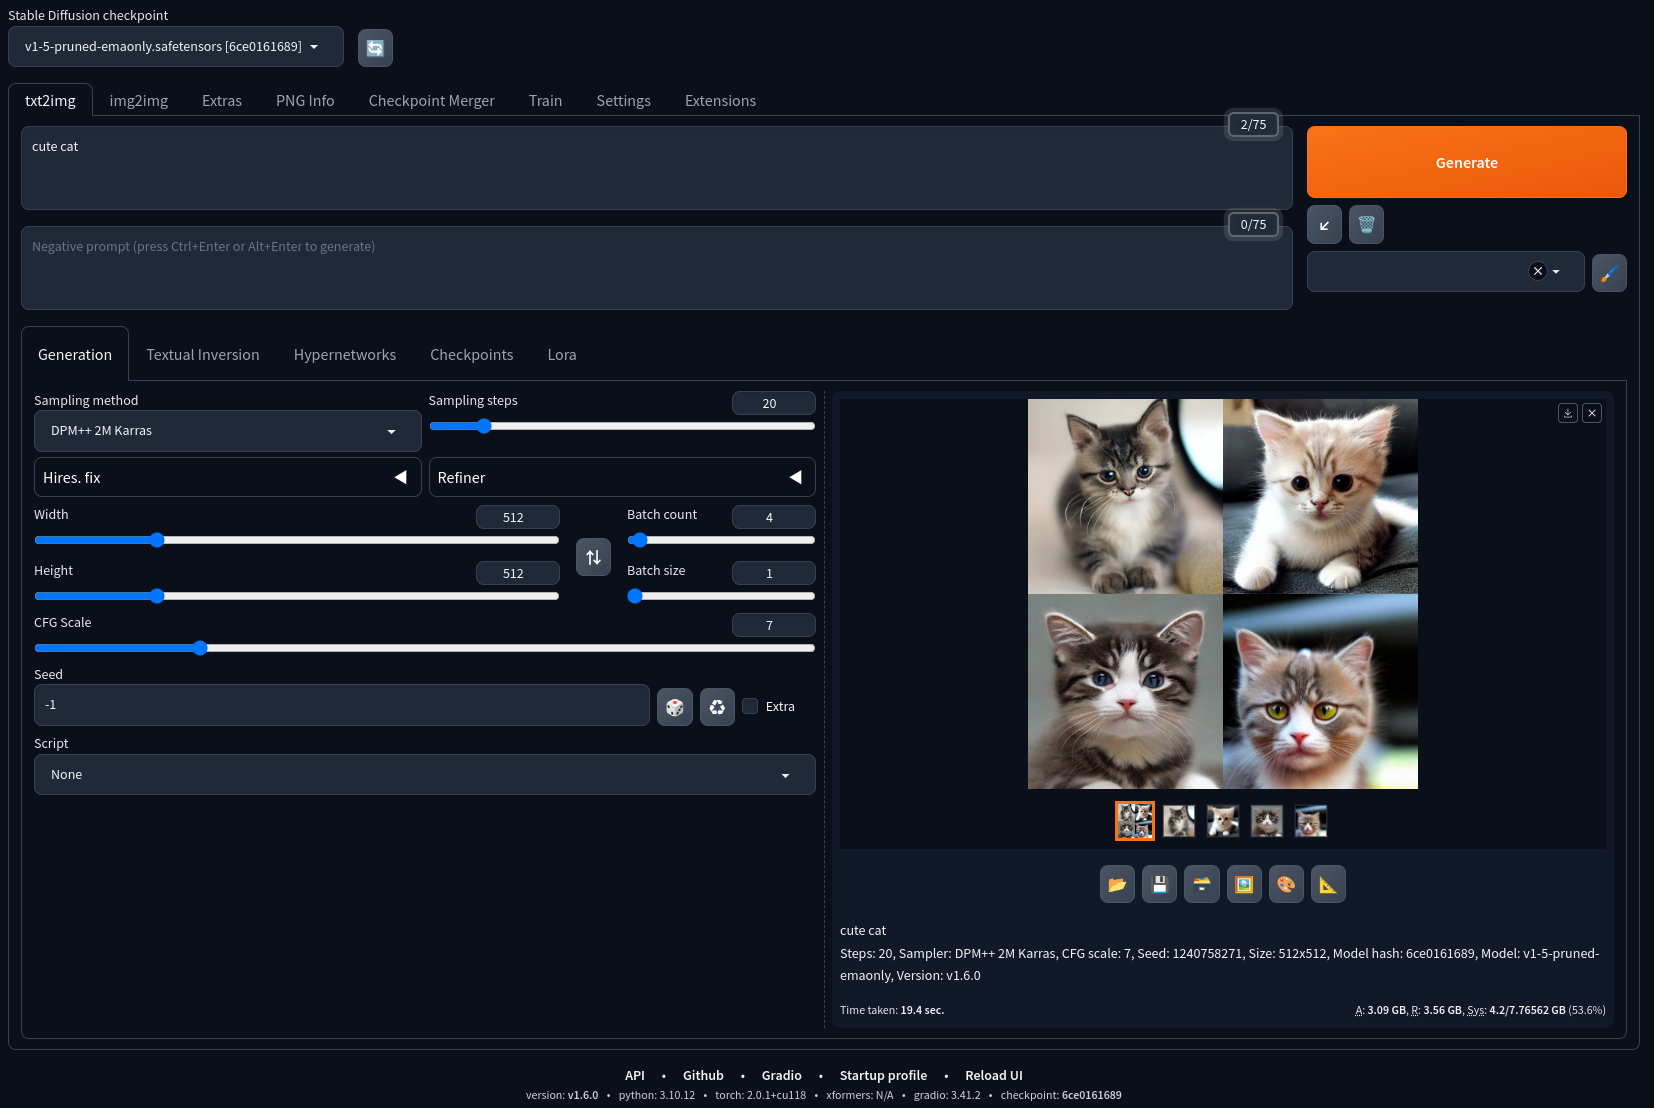 Stable Diffusion checkpoint
v1-5-pruned-emaonly.safetensors [6ce0161689]
txt2img img2img Extras PNG Info Checkpoint Merger Train Settings Extensions
2/75
cute cat
Generate
0/75
Negative prompt (press Ctrl+Enter or Alt+Enter to generate)
Generation Textual Inversion Hypernetworks Checkpoints Lora
Sampling method
DPM++ 2M Karras
Sampling steps
20
Hires. fix
Refiner
Width
512
Batch count
4
Height
512
Batch size
1
CFG Scale
7
Seed
-1
Extra
Script
None
cute cat
Steps: 20, Sampler: DPM++ 2M Karras, CFG scale: 7, Seed: 1240758271, Size: 512x512, Model hash: 6ce0161689, Model: v1-5-pruned-
emaonly, Version: v1.6.0
Time taken: 19.4 sec.
A: 3.09 GB, R: 3.56 GB, Sys: 4.2/7.76562 GB (53.6%)
API • Github • Gradio • Startup profile • Reload UI
version: v1.6.0 • python: 3.10.12 • torch: 2.0.1+cu118 • xformers: N/A • gradio: 3.41.2 • checkpoint: 6ce0161689